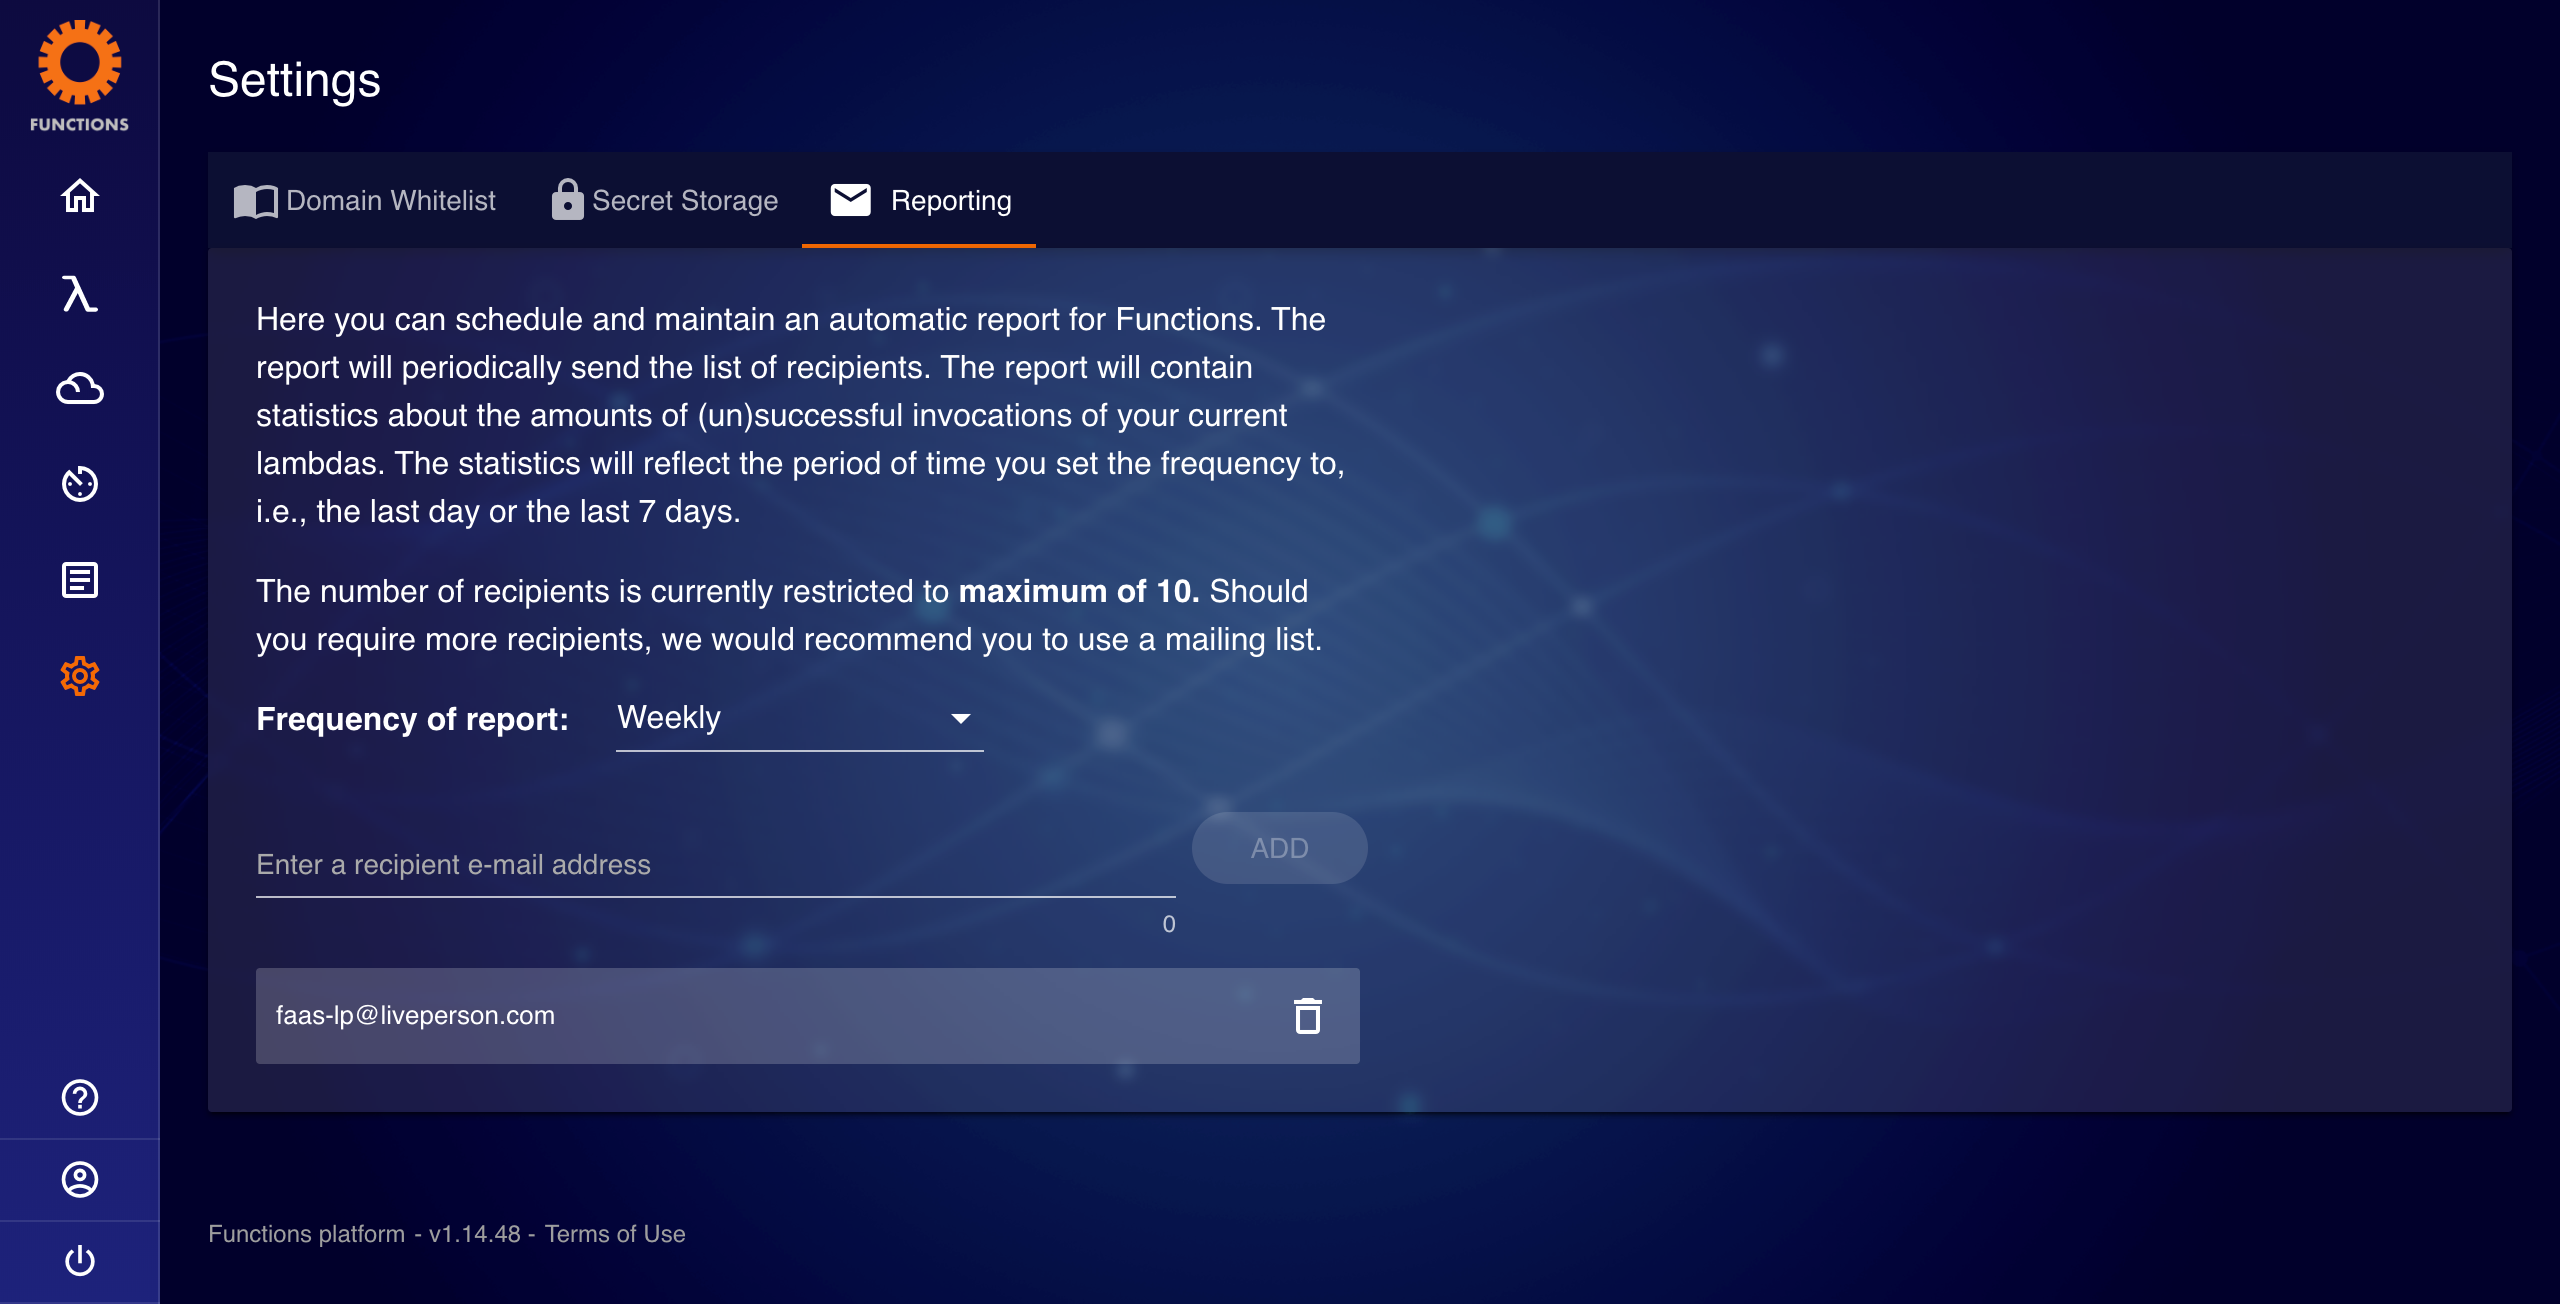 FUNCTIONS
Settings
Domain Whitelist
Secret Storage
Reporting
Here you can schedule and maintain an automatic report for Functions. The
report will periodically send the list of recipients. The report will contain
statistics about the amounts of (un)successful invocations of your current
lambdas. The statistics will reflect the period of time you set the frequency to,
i.e., the last day or the last 7 days.
The number of recipients is currently restricted to maximum of 10. Should
you require more recipients, we would recommend you to use a mailing list.
Frequency of report: Weekly
Enter a recipient e-mail address
ADD
0
faas-lp@liveperson.com
Functions platform - v1.14.48 - Terms of Use